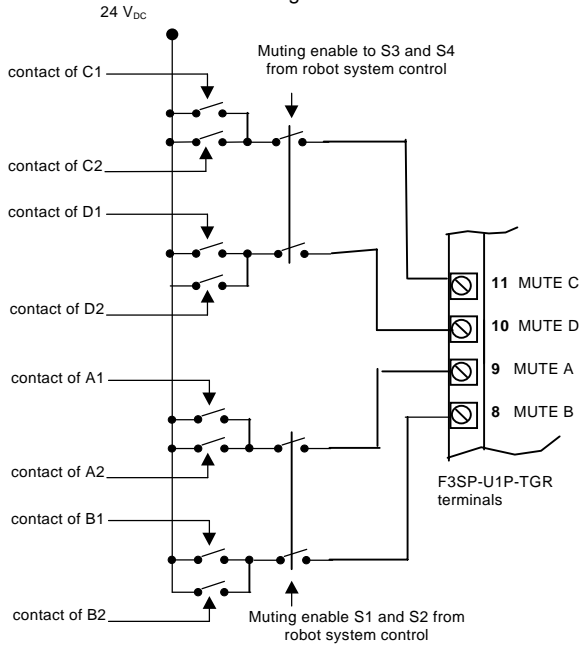 24 VDC
Muting enable to S3 and S4
from robot system control
contact of C1
contact of C2
contact of D1
contact of D2
11 MUTE C
10 MUTE D
9 MUTE A
8 MUTE B
contact of A1
contact of A2
F3SP-U1P-TGR
terminals
contact of B1
contact of B2
Muting enable S1 and S2 from
robot system control